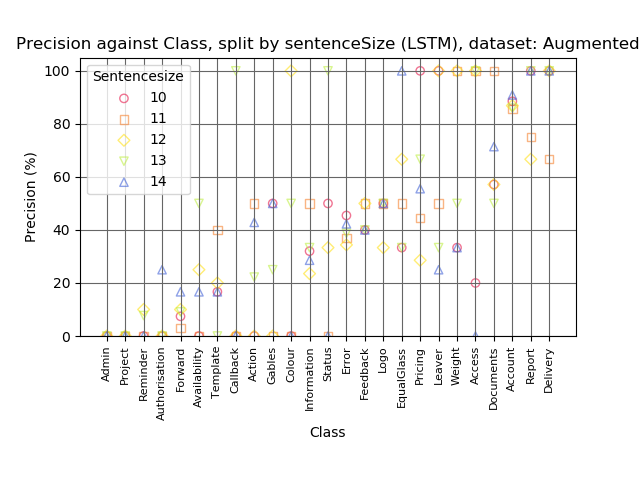 Precision against Class, split by sentenceSize (LSTM), dataset: Augmented
Sentencesize
10
11
12
13
14
Precision (%)
100
80
60
40
20
0
Admin
Project
Reminder
Authorisation
Forward
Availability
Template
Callback
Action
Gables
Colour
Information
Status
Error
Feedback
Logo
EqualGlass
Pricing
Leaver
Weight
Access
Documents
Account
Report
Delivery
Class